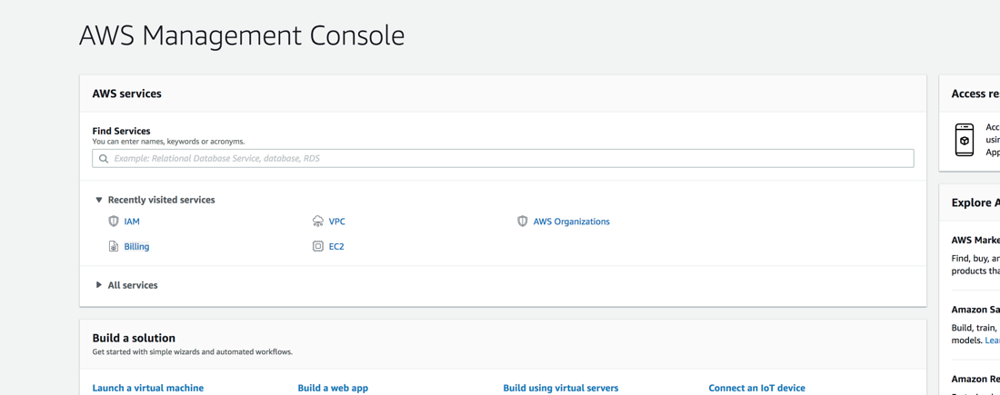 AWS Management Console
AWS services
Find Services
You can enter names, keywords or acronyms.
Example: Relational Database Service, database, RDS
Recently visited services
IAM
VPC
AWS Organizations
Billing
EC2
All services
Build a solution
Get started with simple wizards and automated workflows.
Launch a virtual machine
Build a web app
Build using virtual servers
Connect an IoT device
Access re
Acc
usin
App
Explore A
AWS Marke
Find, buy, an
products tha
Amazon Sa
Build, train,
models. Lea
Amazon Re